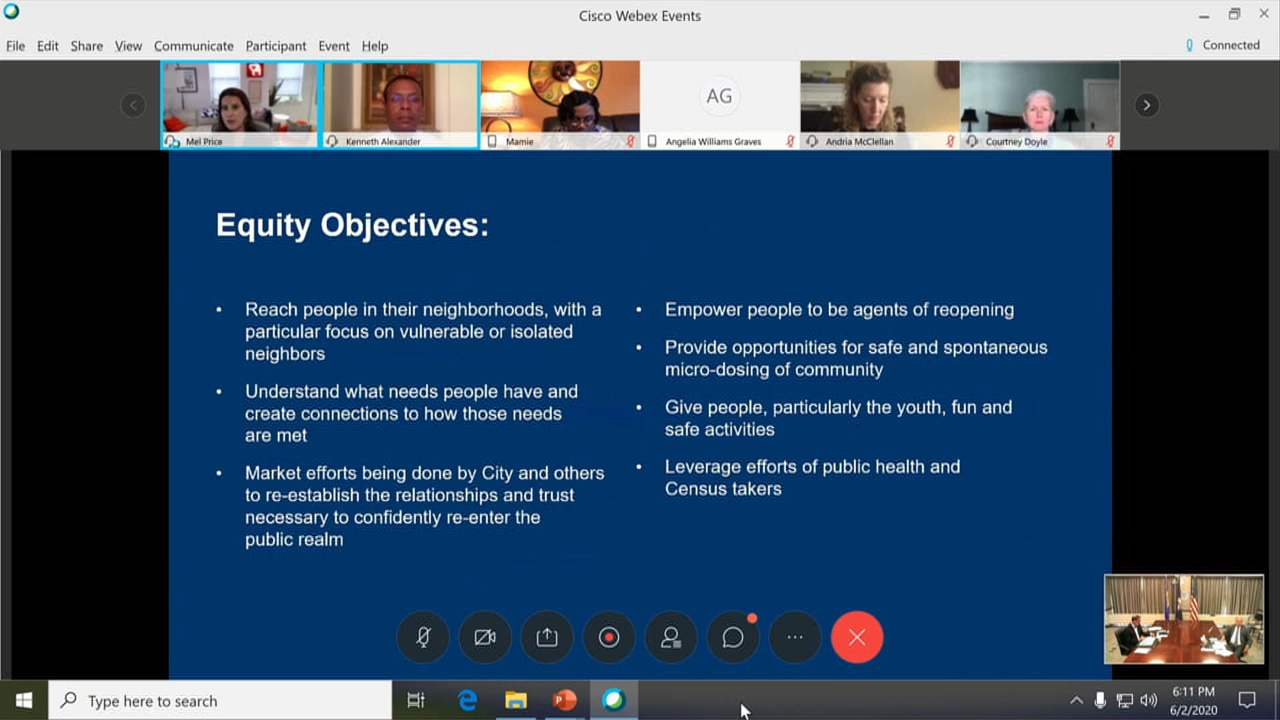 Cisco Webex Events
File Edit Share View Communicate Participant Event Help
Connected
AG
Mel Price
Kenneth Alexander
Mamie
Angelia Williams Graves
Andria McClellan
Courtney Doyle
Equity Objectives:
• Reach people in their neighborhoods, with a
particular focus on vulnerable or isolated
neighbors
• Understand what needs people have and
create connections to how those needs
are met
• Market efforts being done by City and others
to re-establish the relationships and trust
necessary to confidently re-enter the
public realm
• Empower people to be agents of reopening
• Provide opportunities for safe and spontaneous
micro-dosing of community
• Give people, particularly the youth, fun and
safe activities
• Leverage efforts of public health and
Census takers
Type here to search
6:11 PM
6/2/2020